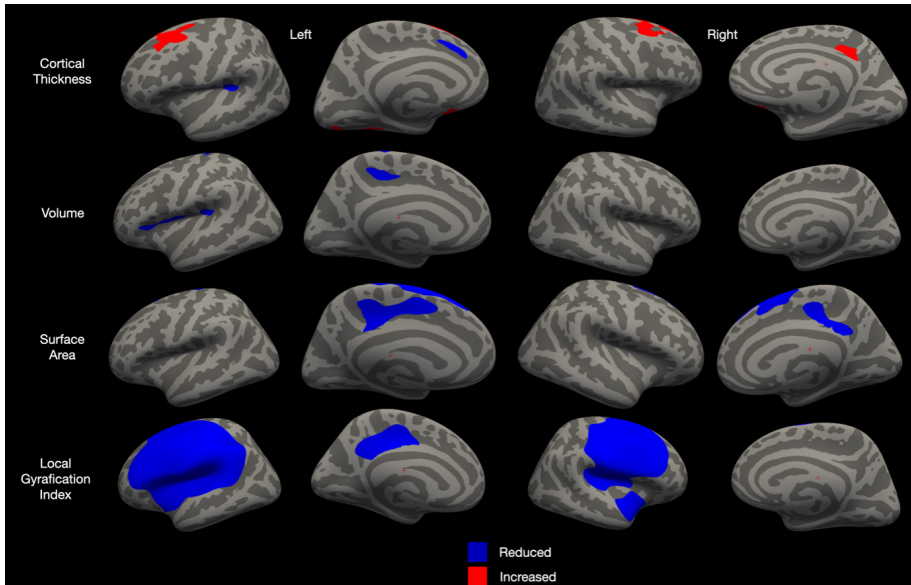 Left
Right
Cortical
Thickness
Volume
Surface
Area
Local
Gyrafication
Index
Reduced
Increased